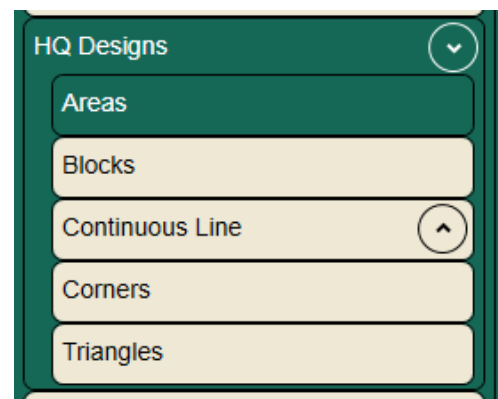 HQ Designs
Areas
Blocks
Continuous Line
Corners
Triangles